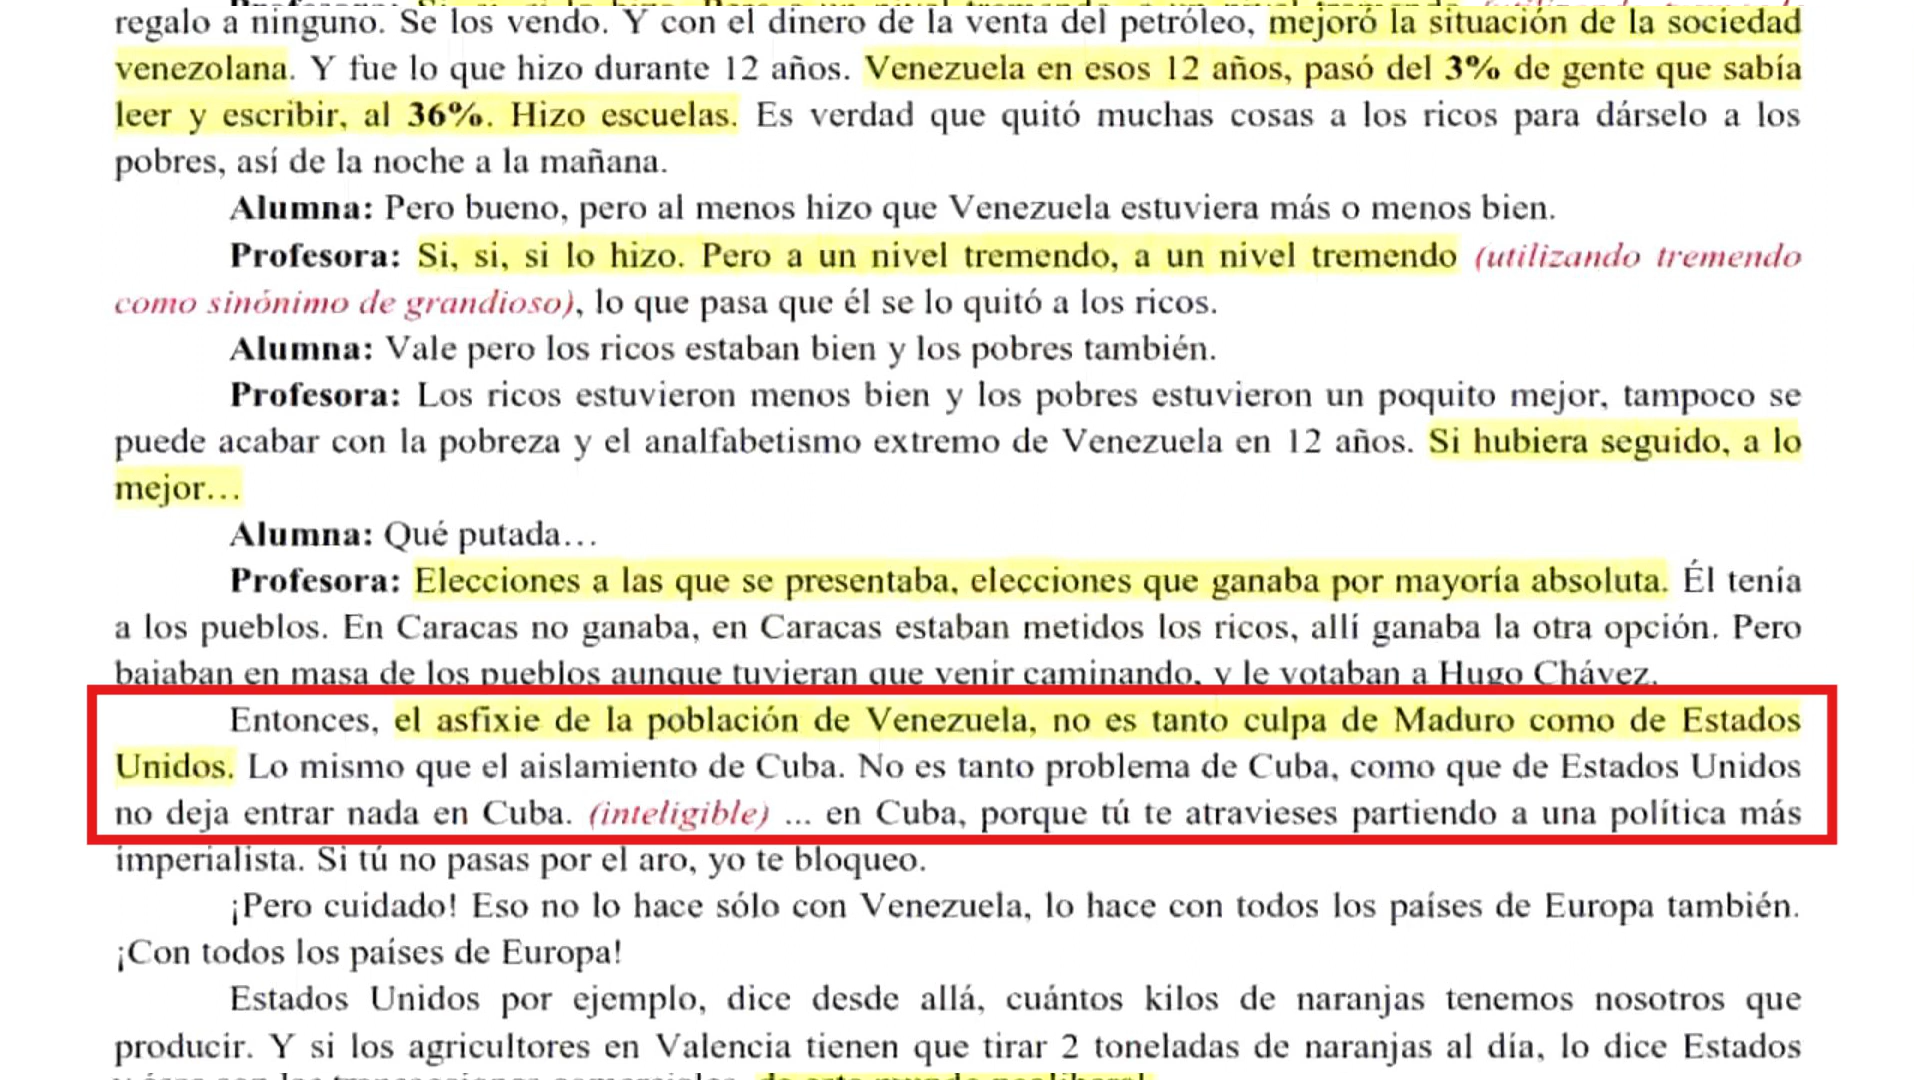 regalo a ninguno. Se los vendo. Y con el dinero de la venta del petróleo, mejoró la situación de la sociedad
venezolana. Y fue lo que hizo durante 12 años. Venezuela en esos 12 años, pasó del 3% de gente que sabía
leer y escribir, al 36%. Hizo escuelas. Es verdad que quitó muchas cosas a los ricos para dárselo a los
pobres, así de la noche a la mañana.
Alumna: Pero bueno, pero al menos hizo que Venezuela estuviera más o menos bien.
Profesora: Si, si, si lo hizo. Pero a un nivel tremendo, a un nivel tremendo (utilizando tremendo
como sinónimo de grandioso), lo que pasa que él se lo quitó a los ricos.
Alumna: Vale pero los ricos estaban bien y los pobres también.
Profesora: Los ricos estuvieron menos bien y los pobres estuvieron un poquito mejor, tampoco se
puede acabar con la pobreza y el analfabetismo extremo de Venezuela en 12 años. Si hubiera seguido, a lo
mejor…
Alumna: Qué putada…
Profesora: Elecciones a las que se presentaba, elecciones que ganaba por mayoría absoluta. Él tenía
a los pueblos. En Caracas no ganaba, en Caracas estaban metidos los ricos, allí ganaba la otra opción. Pero
bajaban en masa de los pueblos aunque tuvieran que venir caminando, y le votaban a Hugo Chávez.
Entonces, el asfixie de la población de Venezuela, no es tanto culpa de Maduro como de Estados
Unidos. Lo mismo que el aislamiento de Cuba. No es tanto problema de Cuba, como que de Estados Unidos
no deja entrar nada en Cuba. (inteligible) ... en Cuba, porque tú te atravieses partiendo a una política más
imperialista. Si tú no pasas por el aro, yo te bloqueo.
¡Pero cuidado! Eso no lo hace sólo con Venezuela, lo hace con todos los países de Europa también.
¡Con todos los países de Europa!
Estados Unidos por ejemplo, dice desde allá, cuántos kilos de naranjas tenemos nosotros que
producir. Y si los agricultores en Valencia tienen que tirar 2 toneladas de naranjas al día, lo dice Estados